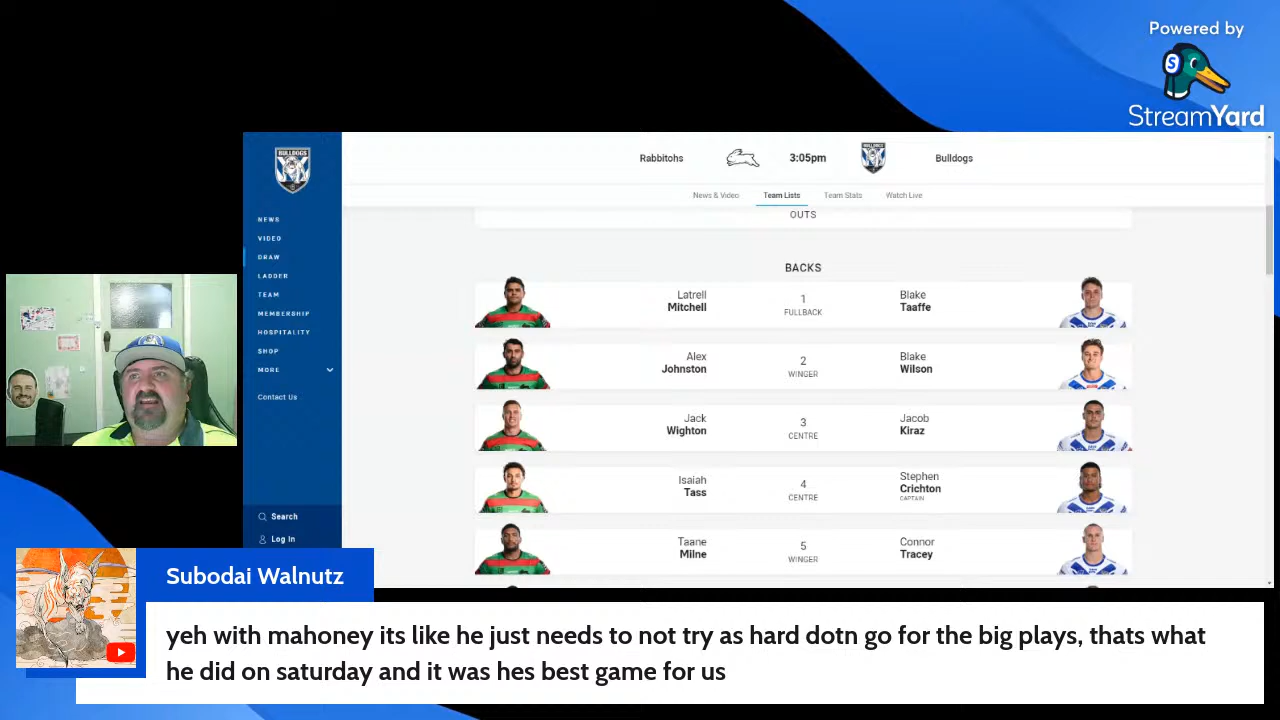 Powered by
StreamYard
BULLDOGS
Rabbitohs 3:05pm Bulldogs
News & Video Team Lists Team Stats Watch Live
NEWS
VIDEO
DRAW
LADDER
TEAM
MEMBERSHIP
HOSPITALITY
SHOP
MORE
Contact Us
Search
Log In
OUTS
BACKS
Latrell 1 Blake
Mitchell FULLBACK Taaffe
Alex 2 Blake
Johnston WINGER Wilson
Jack 3 Jacob
Wighton CENTRE Kiraz
Isaiah 4 Stephen
Tass CENTRE Crichton
CAPTAIN
Taane 5 Connor
Milne WINGER Tracey
Subodai Walnutz
yeh with mahoney its like he just needs to not try as hard dotn go for the big plays, thats what
he did on saturday and it was hes best game for us